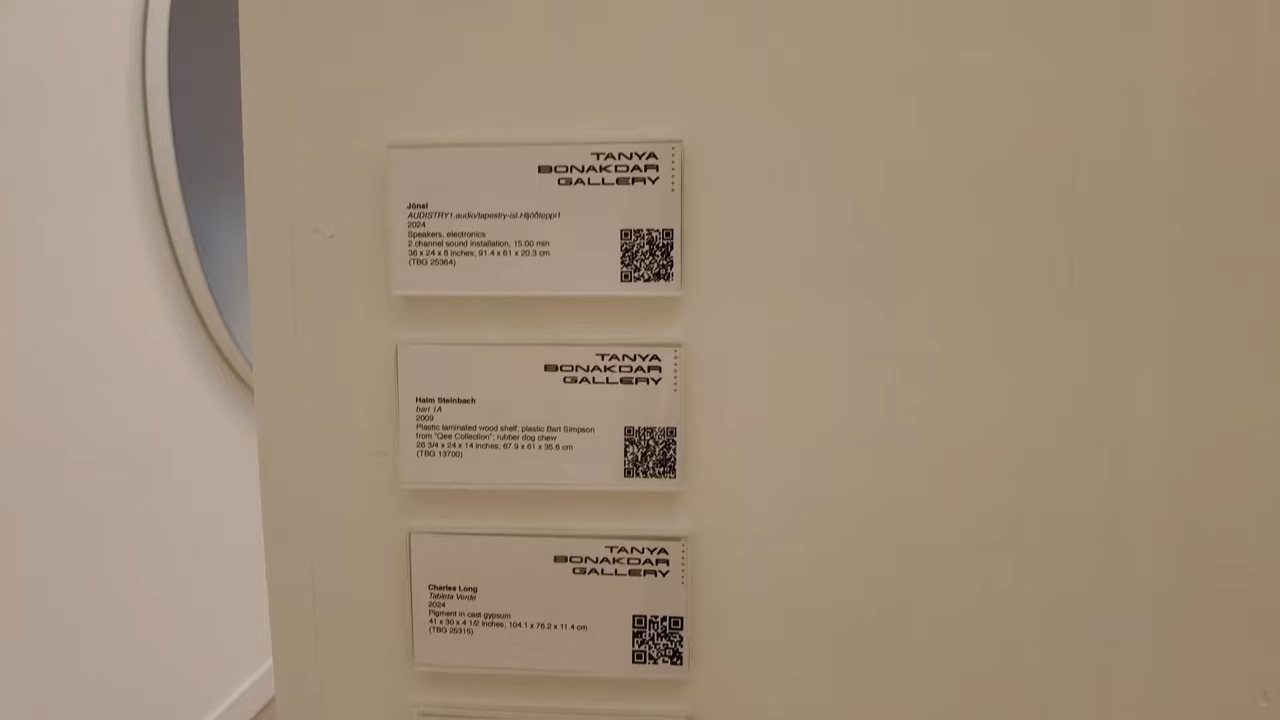 TANYA
BONAKDAR
GALLERY
Jónsi
AUDISTRY1.audio/tapestry-isl.Hljóðteppi1
2024
Speakers, electronics
2 channel sound installation, 15:00 min
36 x 24 x 8 inches; 91.4 x 61 x 20.3 cm
(TBG 25364)
TANYA
BONAKDAR
GALLERY
Haim Steinbach
bart 1A
2009
Plastic laminated wood shelf; plastic Bart Simpson
from "Qee Collection"; rubber dog chew
26 3/4 x 24 x 14 inches; 67.9 x 61 x 35.6 cm
(TBG 13700)
TANYA
BONAKDAR
GALLERY
Charles Long
Tableta Verde
2024
Pigment in cast gypsum
41 x 30 x 4 1/2 inches; 104.1 x 76.2 x 11.4 cm
(TBG 25315)